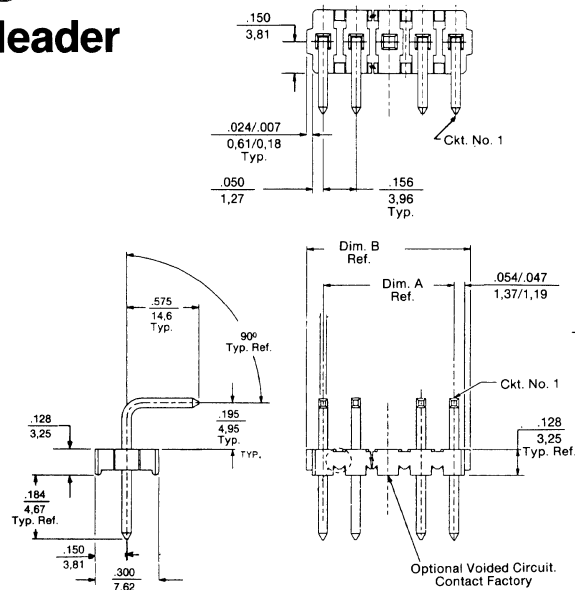 leader
.150
3,81
Ckt. No. 1
.024/.007
0,61/0,18
Typ.
.050
1,27
.156
3,96
Typ.
Dim. B
Ref.
Dim. A
Ref.
.054/.047
1,37/1,19
.575
14,6
Typ.
90º
Typ. Ref.
Ckt. No. 1
.195
4,95
Typ.
TYP.
.128
3,25
.128
3,25
Typ. Ref.
.184
4,67
Typ. Ref.
.150
3,81
.300
7,62
Optional Voided Circuit.
Contact Factory